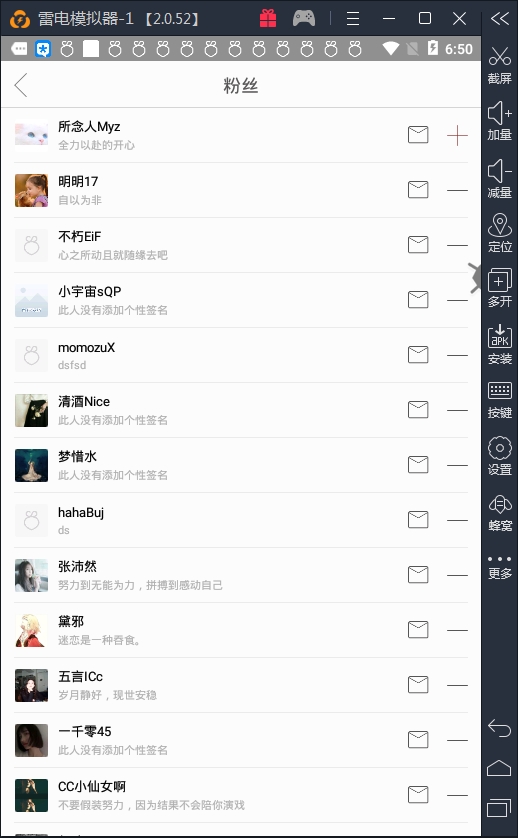 雷电模拟器-1 【2.0.52】
6:50
粉丝
所念人Myz
全力以赴的开心
明明17
自以为非
不朽EiF
心之所动且就随缘去吧
小宇宙sQP
此人没有添加个性签名
momozuX
dsfsd
清酒Nice
此人没有添加个性签名
梦惜水
此人没有添加个性签名
hahaBuj
ds
张沛然
努力到无能为力，拼搏到感动自己
黛邪
迷恋是一种吞食。
五言ICc
岁月静好，现世安稳
一千零45
此人没有添加个性签名
CC小仙女啊
不要假装努力，因为结果不会陪你演戏
截屏
加量
减量
定位
多开
APK
安装
按键
设置
蜂窝
更多